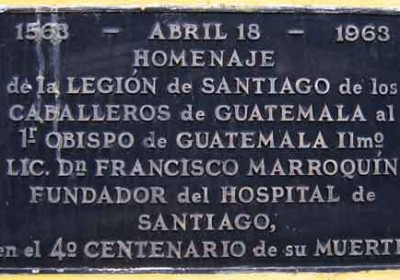 1563 – ABRIL 18 – 1963
HOMENAJE
de la LEGIÓN DE SANTIAGO de los
CABALLEROS de GUATEMALA al
1r OBISPO de GUATEMALA Ilmo
LIC. Dn FRANCISCO MARROQUIN
FUNDADOR del HOSPITAL de
SANTIAGO,
en el 4o CENTENARIO de su MUERTE